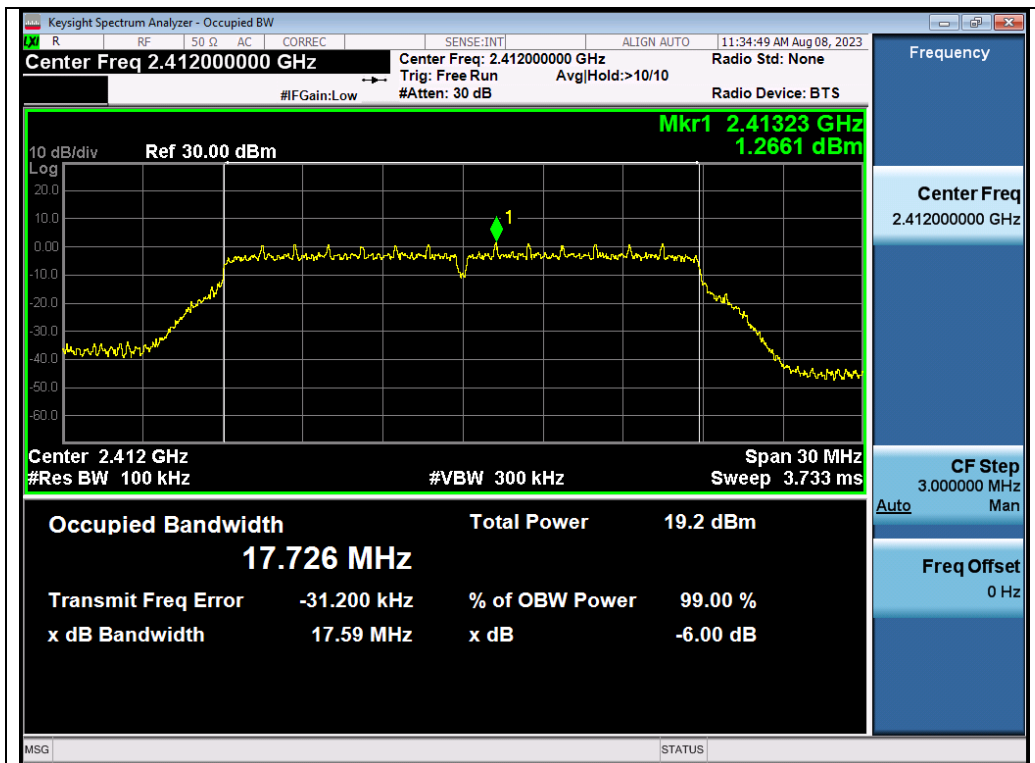 Keysight Spectrum Analyzer - Occupied BW
LXI R RF 50 Ω AC CORREC SENSE:INT ALIGN AUTO 11:34:49 AM Aug 08, 2023
Center Freq 2.412000000 GHz
Center Freq: 2.412000000 GHz
Radio Std: None
Trig: Free Run Avg|Hold:>10/10
#IFGain:Low
#Atten: 30 dB
Radio Device: BTS
Frequency
Mkr1 2.41323 GHz
1.2661 dBm
10 dB/div Ref 30.00 dBm
Log
20.0
10.0
0.00
-10.0
-20.0
-30.0
-40.0
-50.0
-60.0
1
Center 2.412 GHz Span 30 MHz
#Res BW 100 kHz #VBW 300 kHz Sweep 3.733 ms
Center Freq
2.412000000 GHz
CF Step
3.000000 MHz
Auto Man
Freq Offset
0 Hz
Occupied Bandwidth Total Power 19.2 dBm
17.726 MHz
Transmit Freq Error -31.200 kHz % of OBW Power 99.00 %
x dB Bandwidth 17.59 MHz x dB -6.00 dB
MSG STATUS